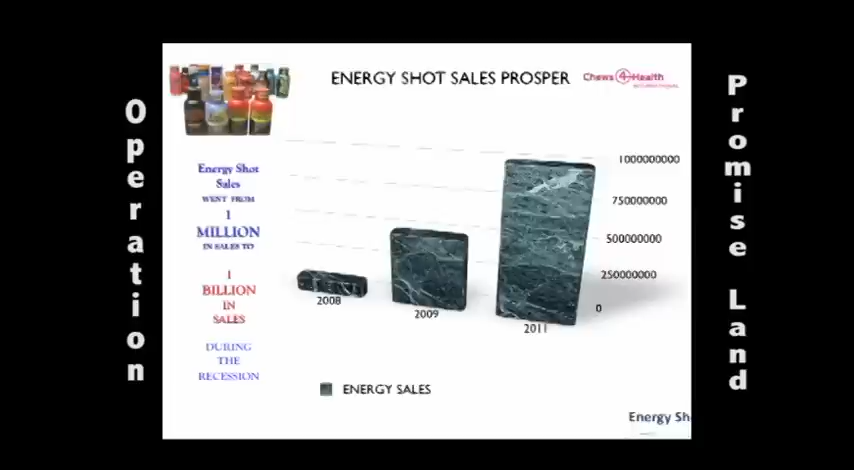 Operation
ENERGY SHOT SALES PROSPER
Chews 4 Health
Energy Shot
Sales
WENT FROM
1
MILLION
IN SALES TO
1
BILLION
IN
SALES
DURING
THE
RECESSION
1000000000
750000000
500000000
250000000
0
2008
2009
2011
ENERGY SALES
Energy Sh
Promise Land